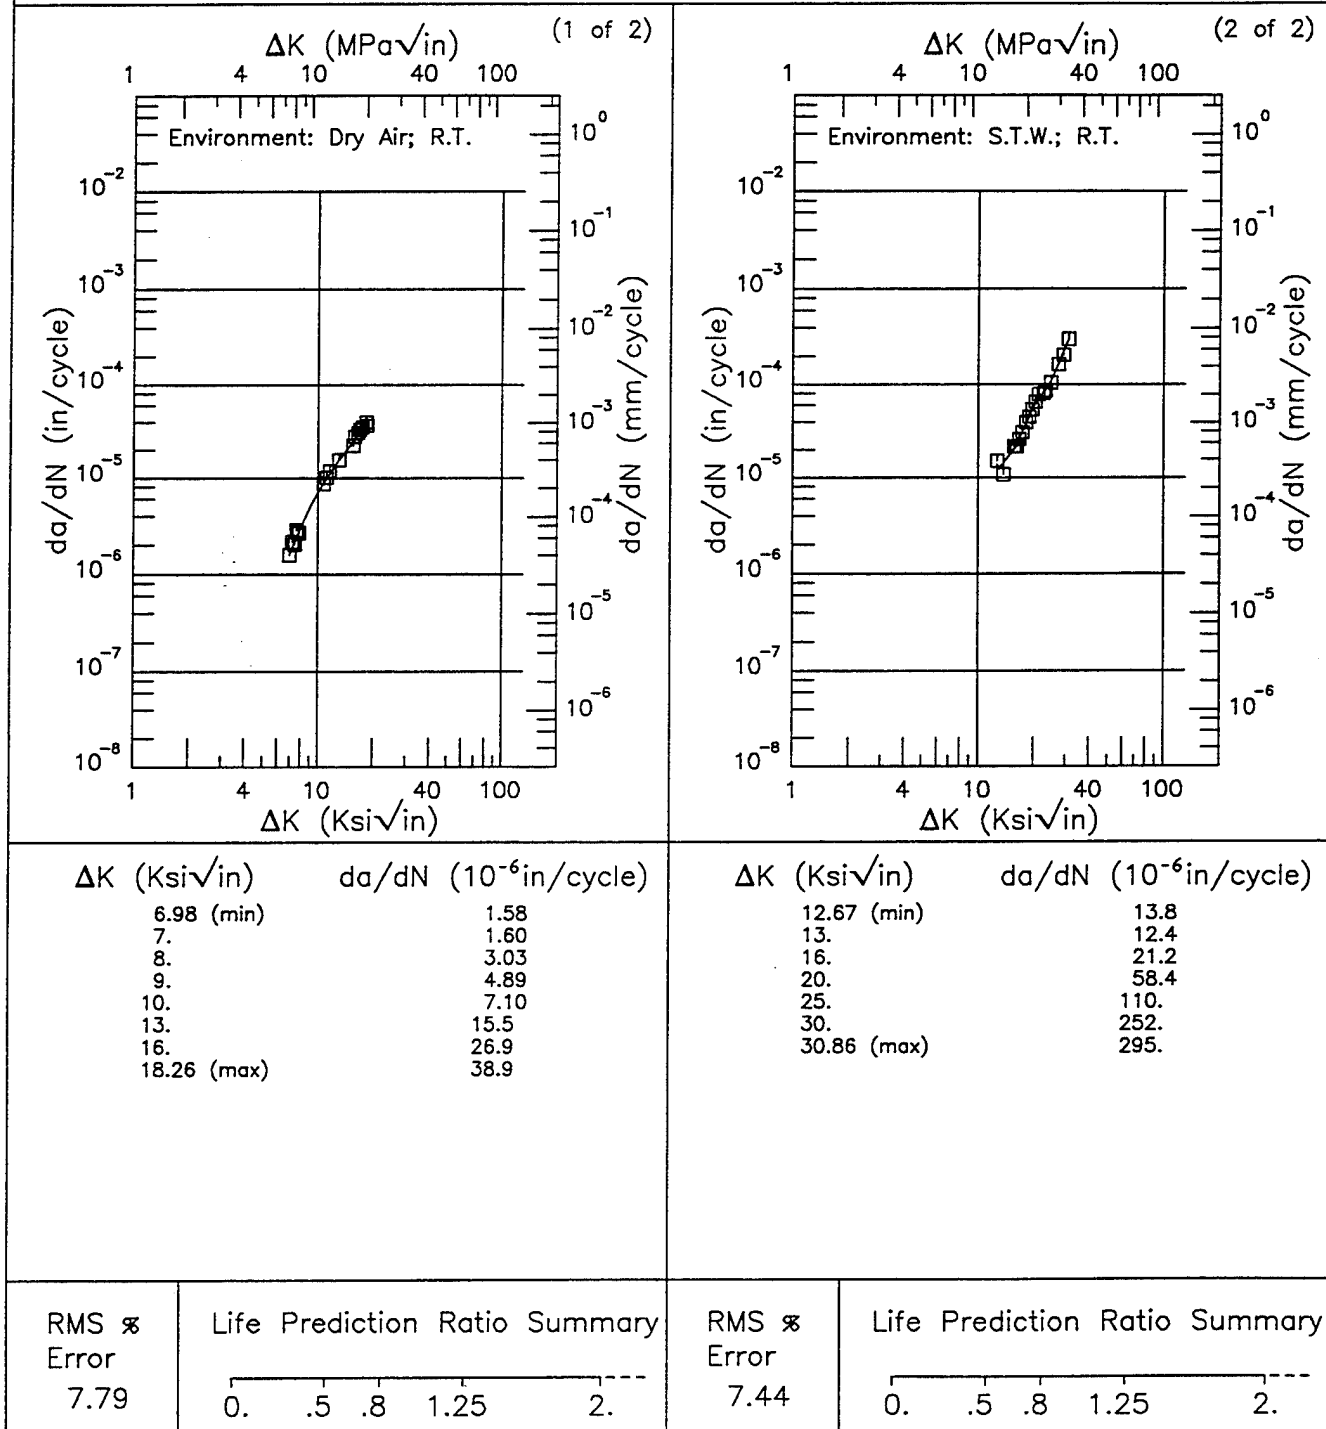 (1 of 2)
ΔK (MPa√in)
1 4 10 40 100
Environment: Dry Air; R.T.
10⁰
10⁻¹
10⁻²
10⁻³
10⁻⁴
10⁻⁵
10⁻⁶
da/dN (mm/cycle)
10⁻²
10⁻³
10⁻⁴
10⁻⁵
10⁻⁶
10⁻⁷
10⁻⁸
da/dN (in/cycle)
1 4 10 40 100
ΔK (Ksi√in)
ΔK (Ksi√in) da/dN (10⁻⁶in/cycle)
6.98 (min) 1.58
7. 1.60
8. 3.03
9. 4.89
10. 7.10
13. 15.5
16. 26.9
18.26 (max) 38.9
RMS %
Error
7.79
Life Prediction Ratio Summary
0. .5 .8 1.25 2.
(2 of 2)
ΔK (MPa√in)
1 4 10 40 100
Environment: S.T.W.; R.T.
10⁰
10⁻¹
10⁻²
10⁻³
10⁻⁴
10⁻⁵
10⁻⁶
da/dN (mm/cycle)
10⁻²
10⁻³
10⁻⁴
10⁻⁵
10⁻⁶
10⁻⁷
10⁻⁸
da/dN (in/cycle)
1 4 10 40 100
ΔK (Ksi√in)
ΔK (Ksi√in) da/dN (10⁻⁶in/cycle)
12.67 (min) 13.8
13. 12.4
16. 21.2
20. 58.4
25. 110.
30. 252.
30.86 (max) 295.
RMS %
Error
7.44
Life Prediction Ratio Summary
0. .5 .8 1.25 2.